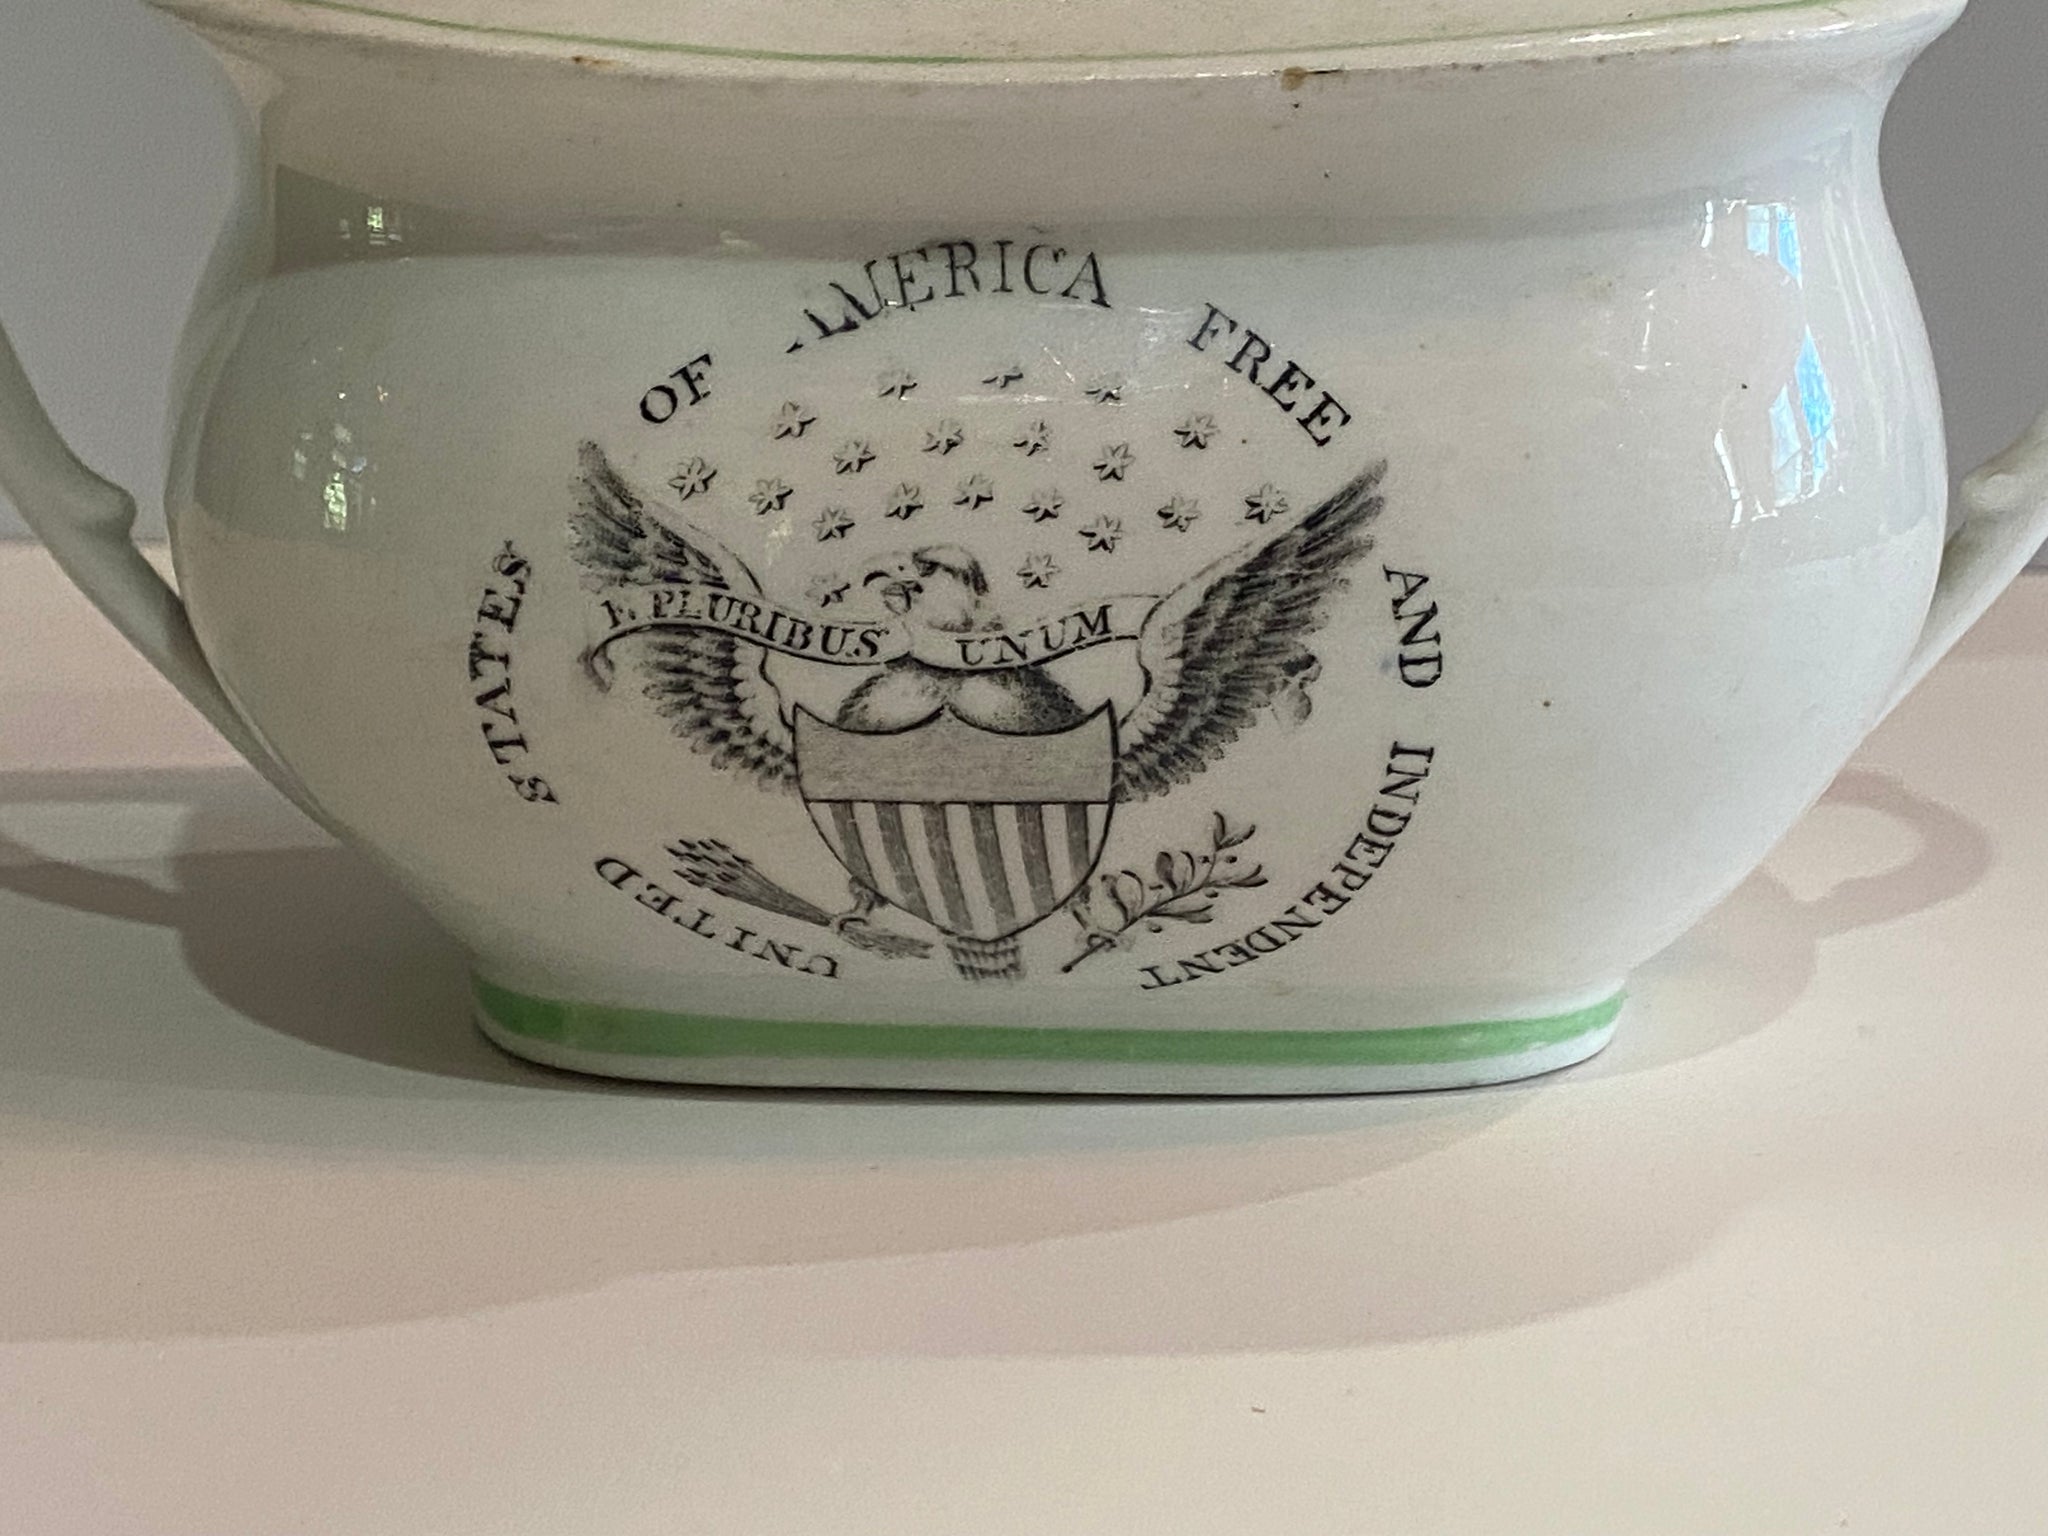 UNITED STATES OF AMERICA FREE AND INDEPENDENT
E PLURIBUS UNUM